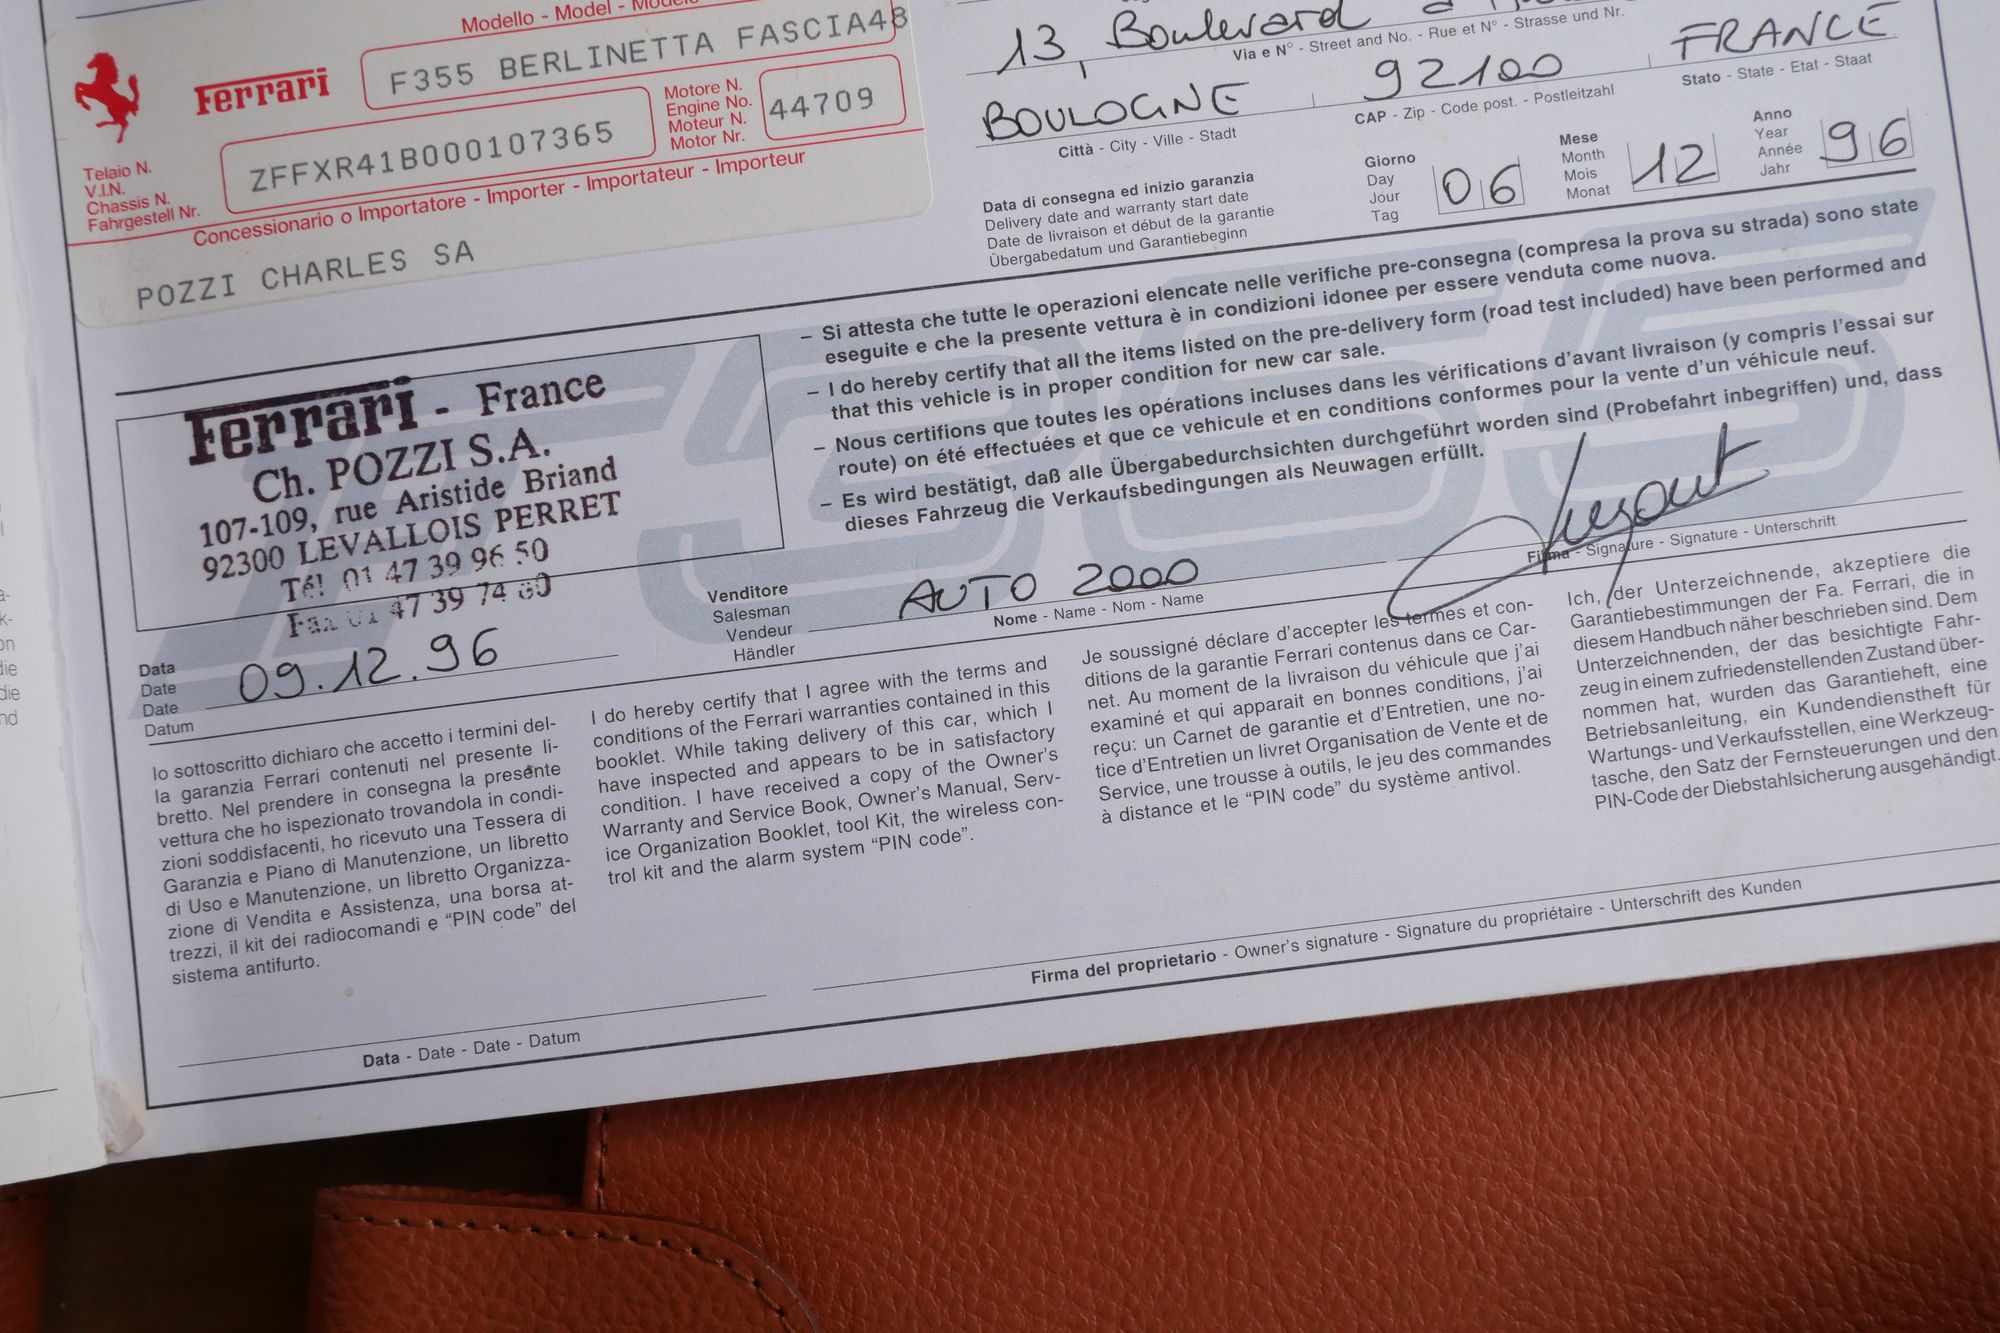 Modello - Model -
Ferrari
F355 BERLINETTA FASCIA48
Telaio N.
V.I.N.
Chassis N.
Fahrgestell Nr.
ZFFXR41B000107365
Motore N.
Engine No.
Moteur N.
Motor Nr.
44709
Concessionario o Importatore - Importer - Importateur - Importeur
POZZI CHARLES SA
13, Boulevard
Via e N° - Street and No. - Rue et N° - Strasse und Nr.
BOULOGNE 92100 FRANCE
Città - City - Ville - Stadt
CAP - Zip - Code post. - Postleitzahl
Stato - State - Etat - Staat
Data di consegna ed inizio garanzia
Delivery date and warranty start date
Date de livraison et début de la garantie
Übergabedatum und Garantiebeginn
Giorno
Day
Jour
Tag
06
Mese
Month
Mois
Monat
12
Anno
Year
Année
Jahr
96
Ferrari - France
Ch. POZZI S.A.
107-109, rue Aristide Briand
92300 LEVALLOIS PERRET
Tél 01 47 39 96 50
Fax 01 47 39 74 80
– Si attesta che tutte le operazioni elencate nelle verifiche pre-consegna (compresa la prova su strada) sono state
eseguite e che la presente vettura è in condizioni idonee per essere venduta come nuova.
– I do hereby certify that all the items listed on the pre-delivery form (road test included) have been performed and
that this vehicle is in proper condition for new car sale.
– Nous certifions que toutes les opérations incluses dans les vérifications d'avant livraison (y compris l'essai sur
route) on été effectuées et que ce vehicule et en conditions conformes pour la vente d'un véhicule neuf.
– Es wird bestätigt, daß alle Übergabedurchsichten durchgeführt worden sind (Probefahrt inbegriffen) und, dass
dieses Fahrzeug die Verkaufsbedingungen als Neuwagen erfüllt.
F355
Data
Date
Date
Datum
09.12.96
Venditore
Salesman
Vendeur
Händler
AUTO 2000
Nome - Name - Nom - Name
Firma - Signature - Signature - Unterschrift
Io sottoscritto dichiaro che accetto i termini del-
la garanzia Ferrari contenuti nel presente li-
bretto. Nel prendere in consegna la presente
vettura che ho ispezionato trovandola in condi-
zioni soddisfacenti, ho ricevuto una Tessera di
Garanzia e Piano di Manutenzione, un libretto
di Uso e Manutenzione, un libretto Organizza-
zione di Vendita e Assistenza, una borsa at-
trezzi, il kit dei radiocomandi e “PIN code” del
sistema antifurto.
I do hereby certify that I agree with the terms and
conditions of the Ferrari warranties contained in this
booklet. While taking delivery of this car, which I
have inspected and appears to be in satisfactory
condition. I have received a copy of the Owner's
Warranty and Service Book, Owner's Manual, Serv-
ice Organization Booklet, tool Kit, the wireless con-
trol kit and the alarm system “PIN code”.
Je soussigné déclare d'accepter les termes et con-
ditions de la garantie Ferrari contenus dans ce Car-
net. Au moment de la livraison du véhicule que j'ai
examiné et qui apparait en bonnes conditions, j'ai
reçu: un Carnet de garantie et d'Entretien, une no-
tice d'Entretien un livret Organisation de Vente et de
Service, une trousse à outils, le jeu des commandes
à distance et le “PIN code” du système antivol.
Ich, der Unterzeichnende, akzeptiere die
Garantiebestimmungen der Fa. Ferrari, die in
diesem Handbuch näher beschrieben sind. Dem
Unterzeichnenden, der das besichtigte Fahr-
zeug in einem zufriedenstellenden Zustand über-
nommen hat, wurden das Garantieheft, eine
Betriebsanleitung, ein Kundendienstheft für
Wartungs- und Verkaufsstellen, eine Werkzeug-
tasche, den Satz der Fernsteuerungen und den
PIN-Code der Diebstahlsicherung ausgehändigt.
Data - Date - Date - Datum
Firma del proprietario - Owner's signature - Signature du propriétaire - Unterschrift des Kunden